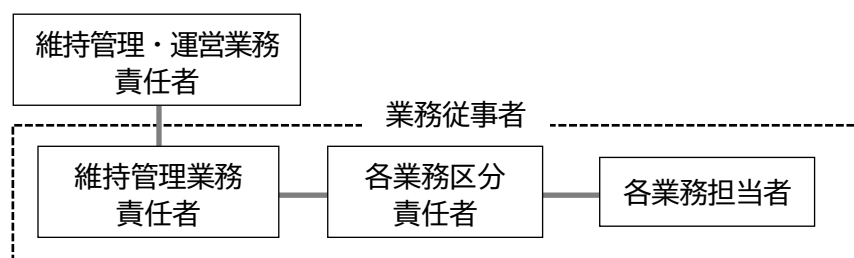 維持管理・運営業務
責任者
業務従事者
維持管理業務
責任者
各業務区分
責任者
各業務担当者